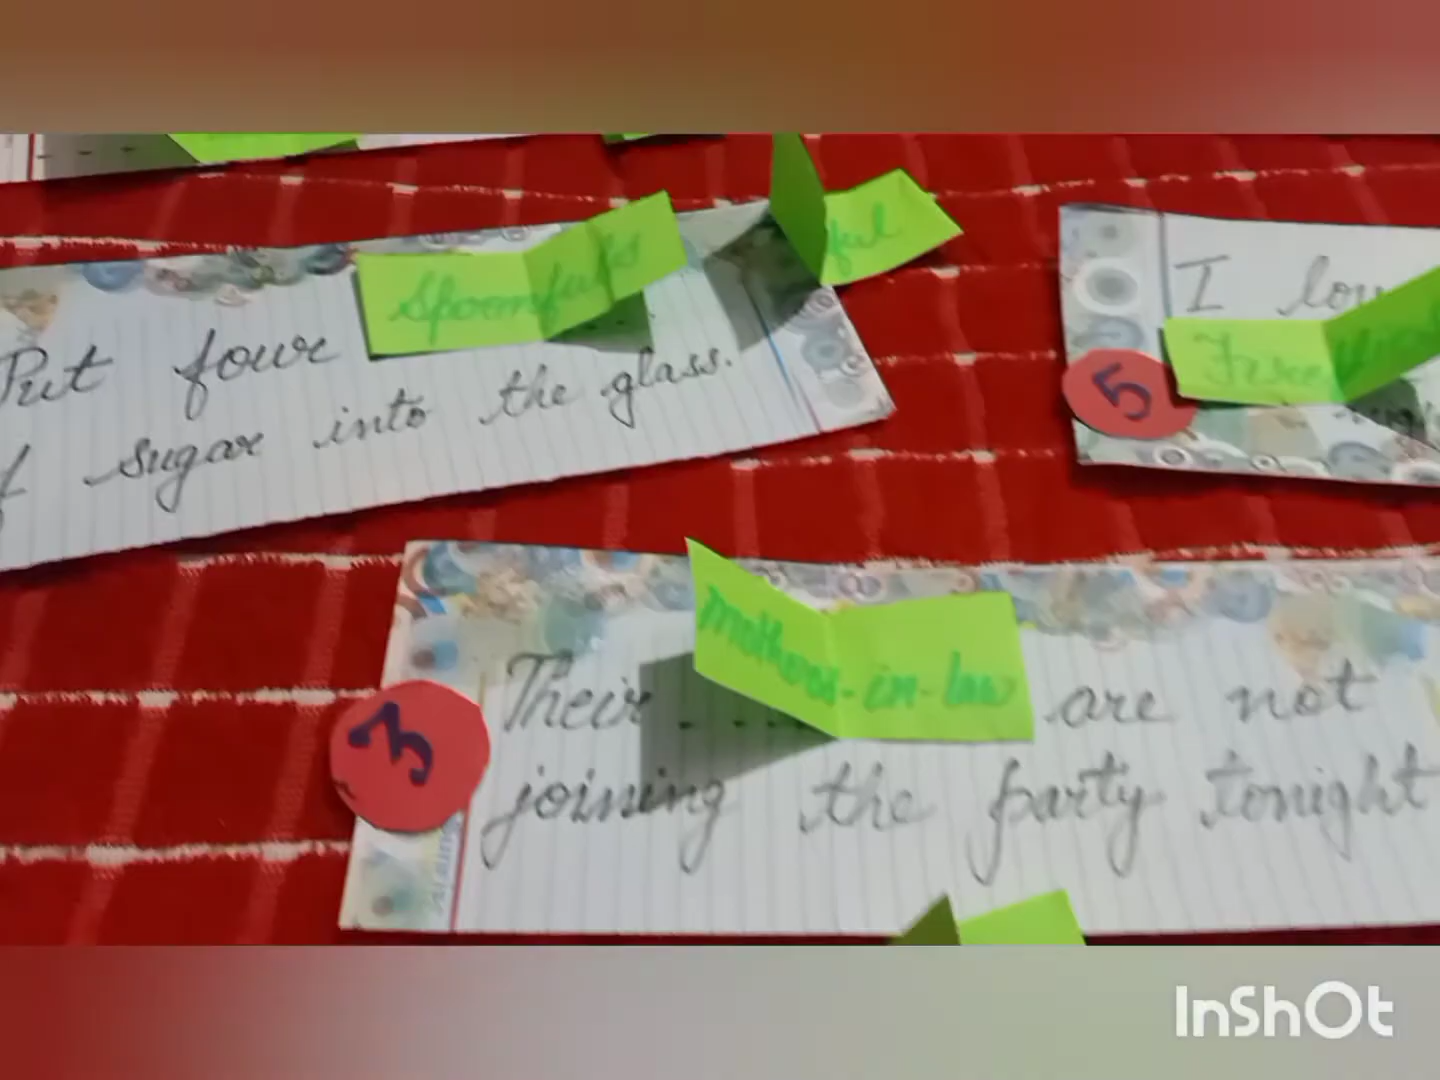 Put four Spoonfuls
sugar into the glass.
ful
I
5
3
Their mothers-in-law are not
joining the party tonight
InShOt